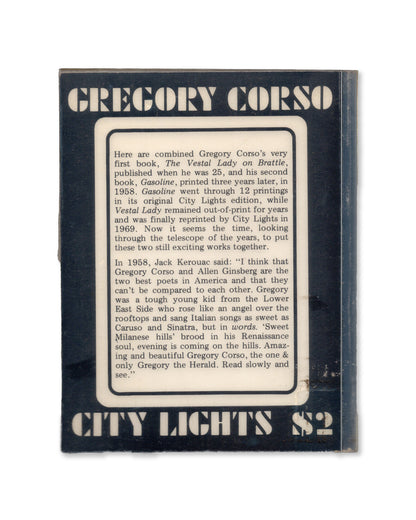 GREGORY CORSO
Here are combined Gregory Corso's very
first book, The Vestal Lady on Brattle,
published when he was 25, and his second
book, Gasoline, printed three years later, in
1958. Gasoline went through 12 printings
in its original City Lights edition, while
Vestal Lady remained out-of-print for years
and was finally reprinted by City Lights in
1969. Now it seems the time, looking
through the telescope of the years, to put
these two still exciting works together.
In 1958, Jack Kerouac said: "I think that
Gregory Corso and Allen Ginsberg are the
two best poets in America and that they
can't be compared to each other. Gregory
was a tough young kid from the Lower
East Side who rose like an angel over the
rooftops and sang Italian songs as sweet as
Caruso and Sinatra, but in words. 'Sweet
Milanese hills' brood in his Renaissance
soul, evening is coming on the hills. Amaz-
ing and beautiful Gregory Corso, the one &
only Gregory the Herald. Read slowly and
see."
CITY LIGHTS $2